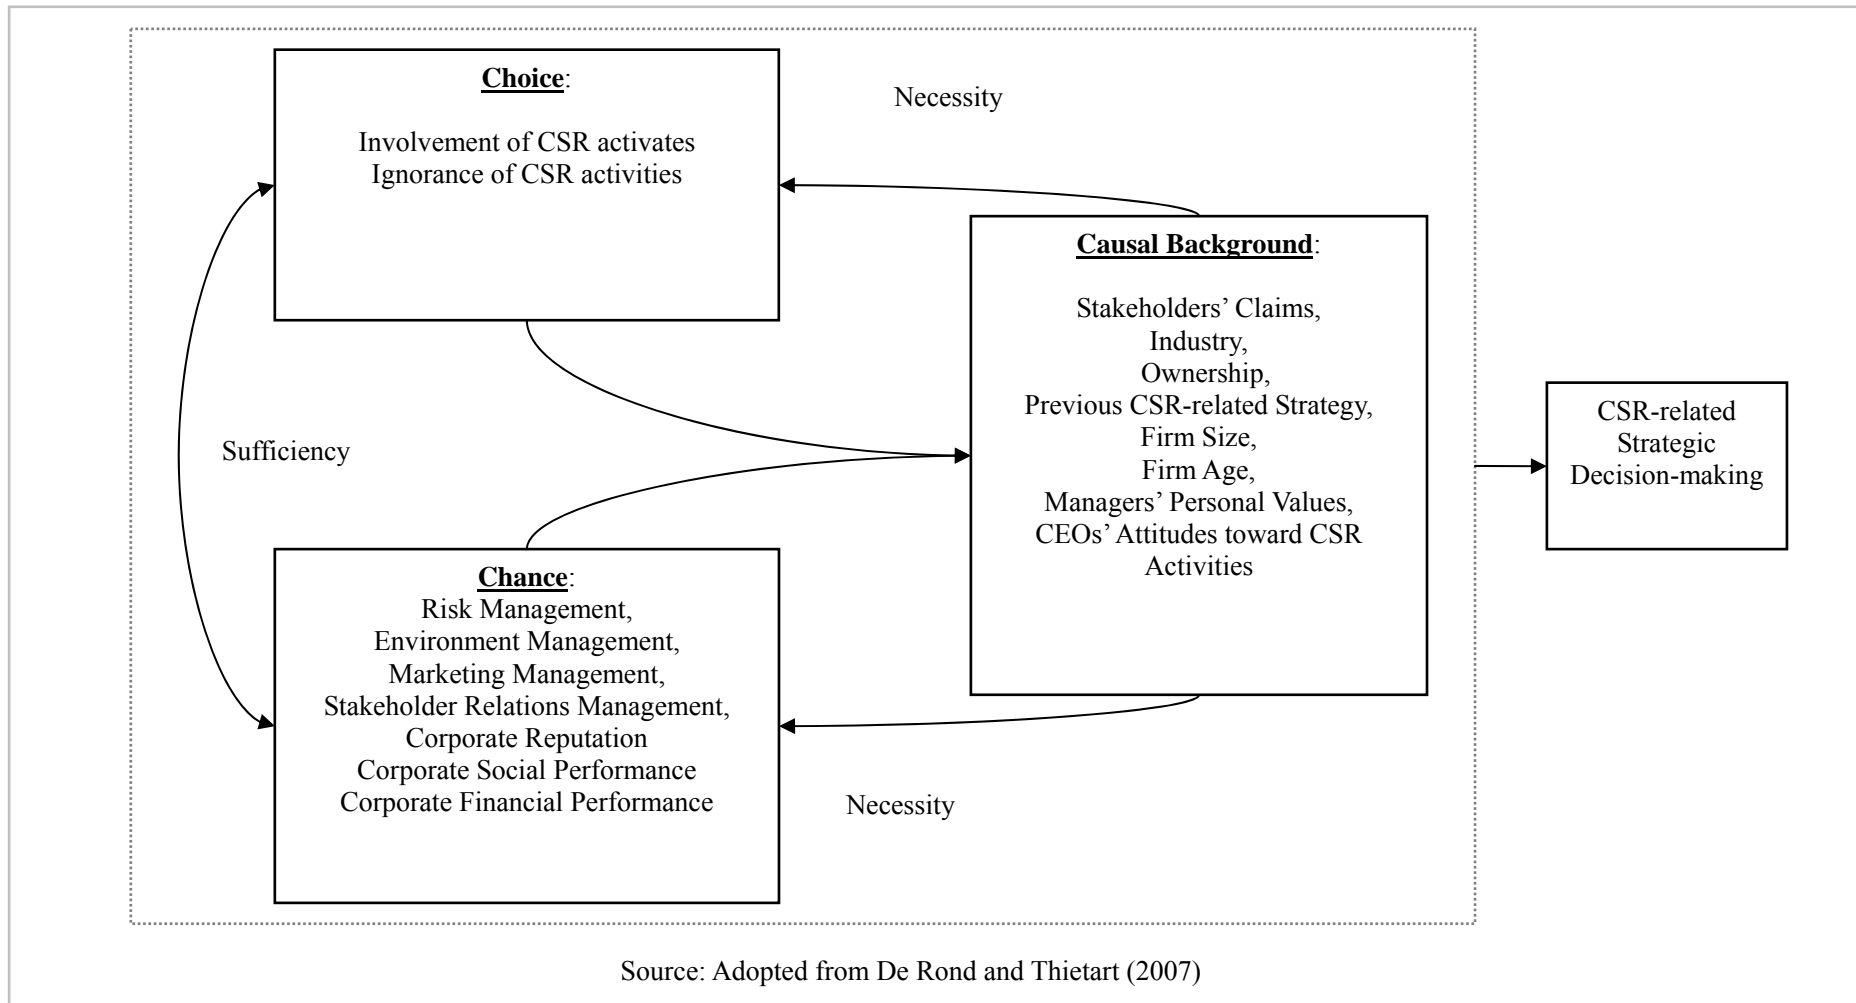 Choice:
Involvement of CSR activates
Ignorance of CSR activities
Necessity
Causal Background:
Stakeholders’ Claims,
Industry,
Ownership,
Previous CSR-related Strategy,
Firm Size,
Firm Age,
Managers’ Personal Values,
CEOs’ Attitudes toward CSR
Activities
Sufficiency
CSR-related
Strategic
Decision-making
Chance:
Risk Management,
Environment Management,
Marketing Management,
Stakeholder Relations Management,
Corporate Reputation
Corporate Social Performance
Corporate Financial Performance
Necessity
Source: Adopted from De Rond and Thietart (2007)